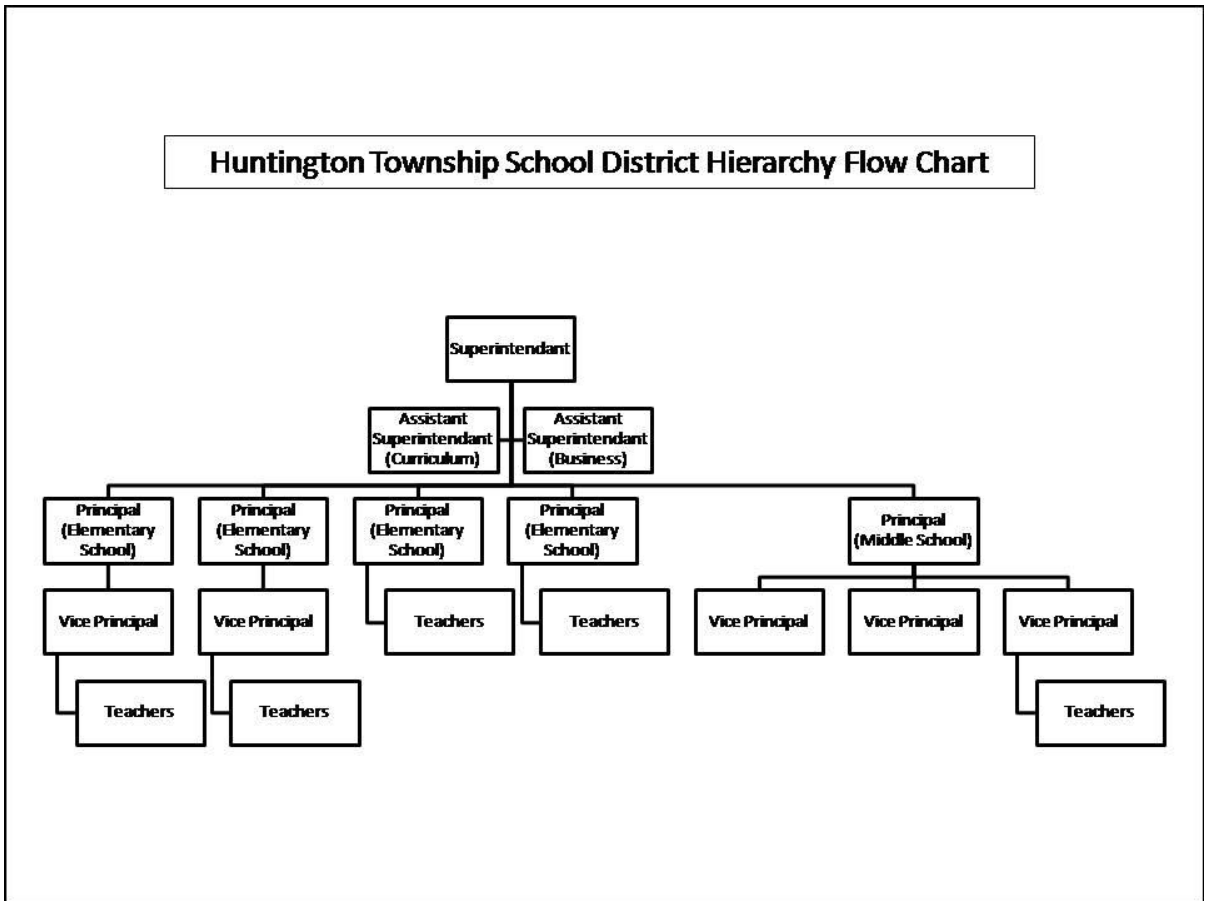 Huntington Township School District Hierarchy Flow Chart
Superintendant
Assistant
Superintendant
(Curriculum)
Assistant
Superintendant
(Business)
Principal
(Elementary
School)
Principal
(Elementary
School)
Principal
(Elementary
School)
Principal
(Elementary
School)
Principal
(Middle School)
Vice Principal
Vice Principal
Teachers
Teachers
Vice Principal
Vice Principal
Vice Principal
Teachers
Teachers
Teachers